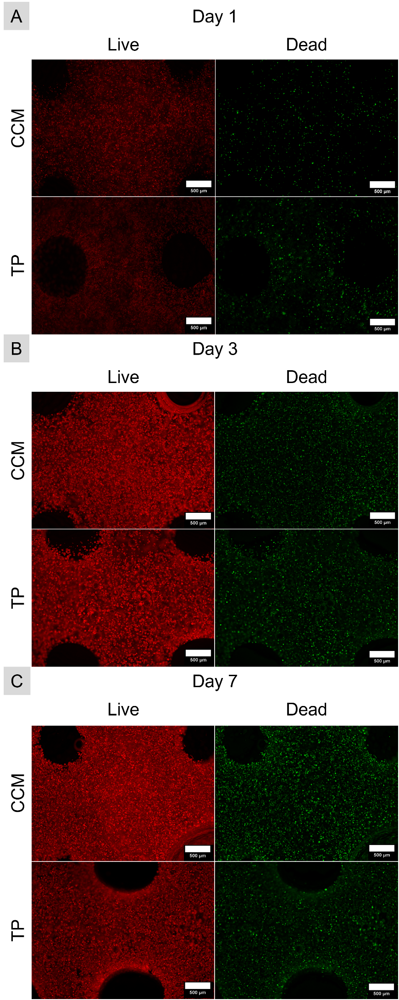 A
Day 1
Live
Dead
CCM
500 µm
500 µm
TP
500 µm
500 µm
B
Day 3
Live
Dead
CCM
500 µm
500 µm
TP
500 µm
500 µm
C
Day 7
Live
Dead
CCM
500 µm
500 µm
TP
500 µm
500 µm